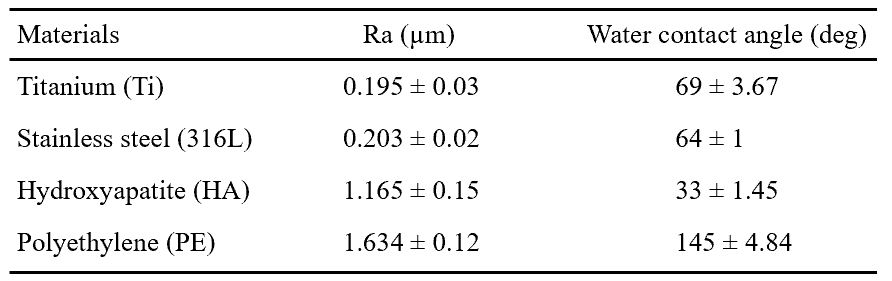 Materials Ra (µm) Water contact angle (deg)
Titanium (Ti) 0.195 ± 0.03 69 ± 3.67
Stainless steel (316L) 0.203 ± 0.02 64 ± 1
Hydroxyapatite (HA) 1.165 ± 0.15 33 ± 1.45
Polyethylene (PE) 1.634 ± 0.12 145 ± 4.84